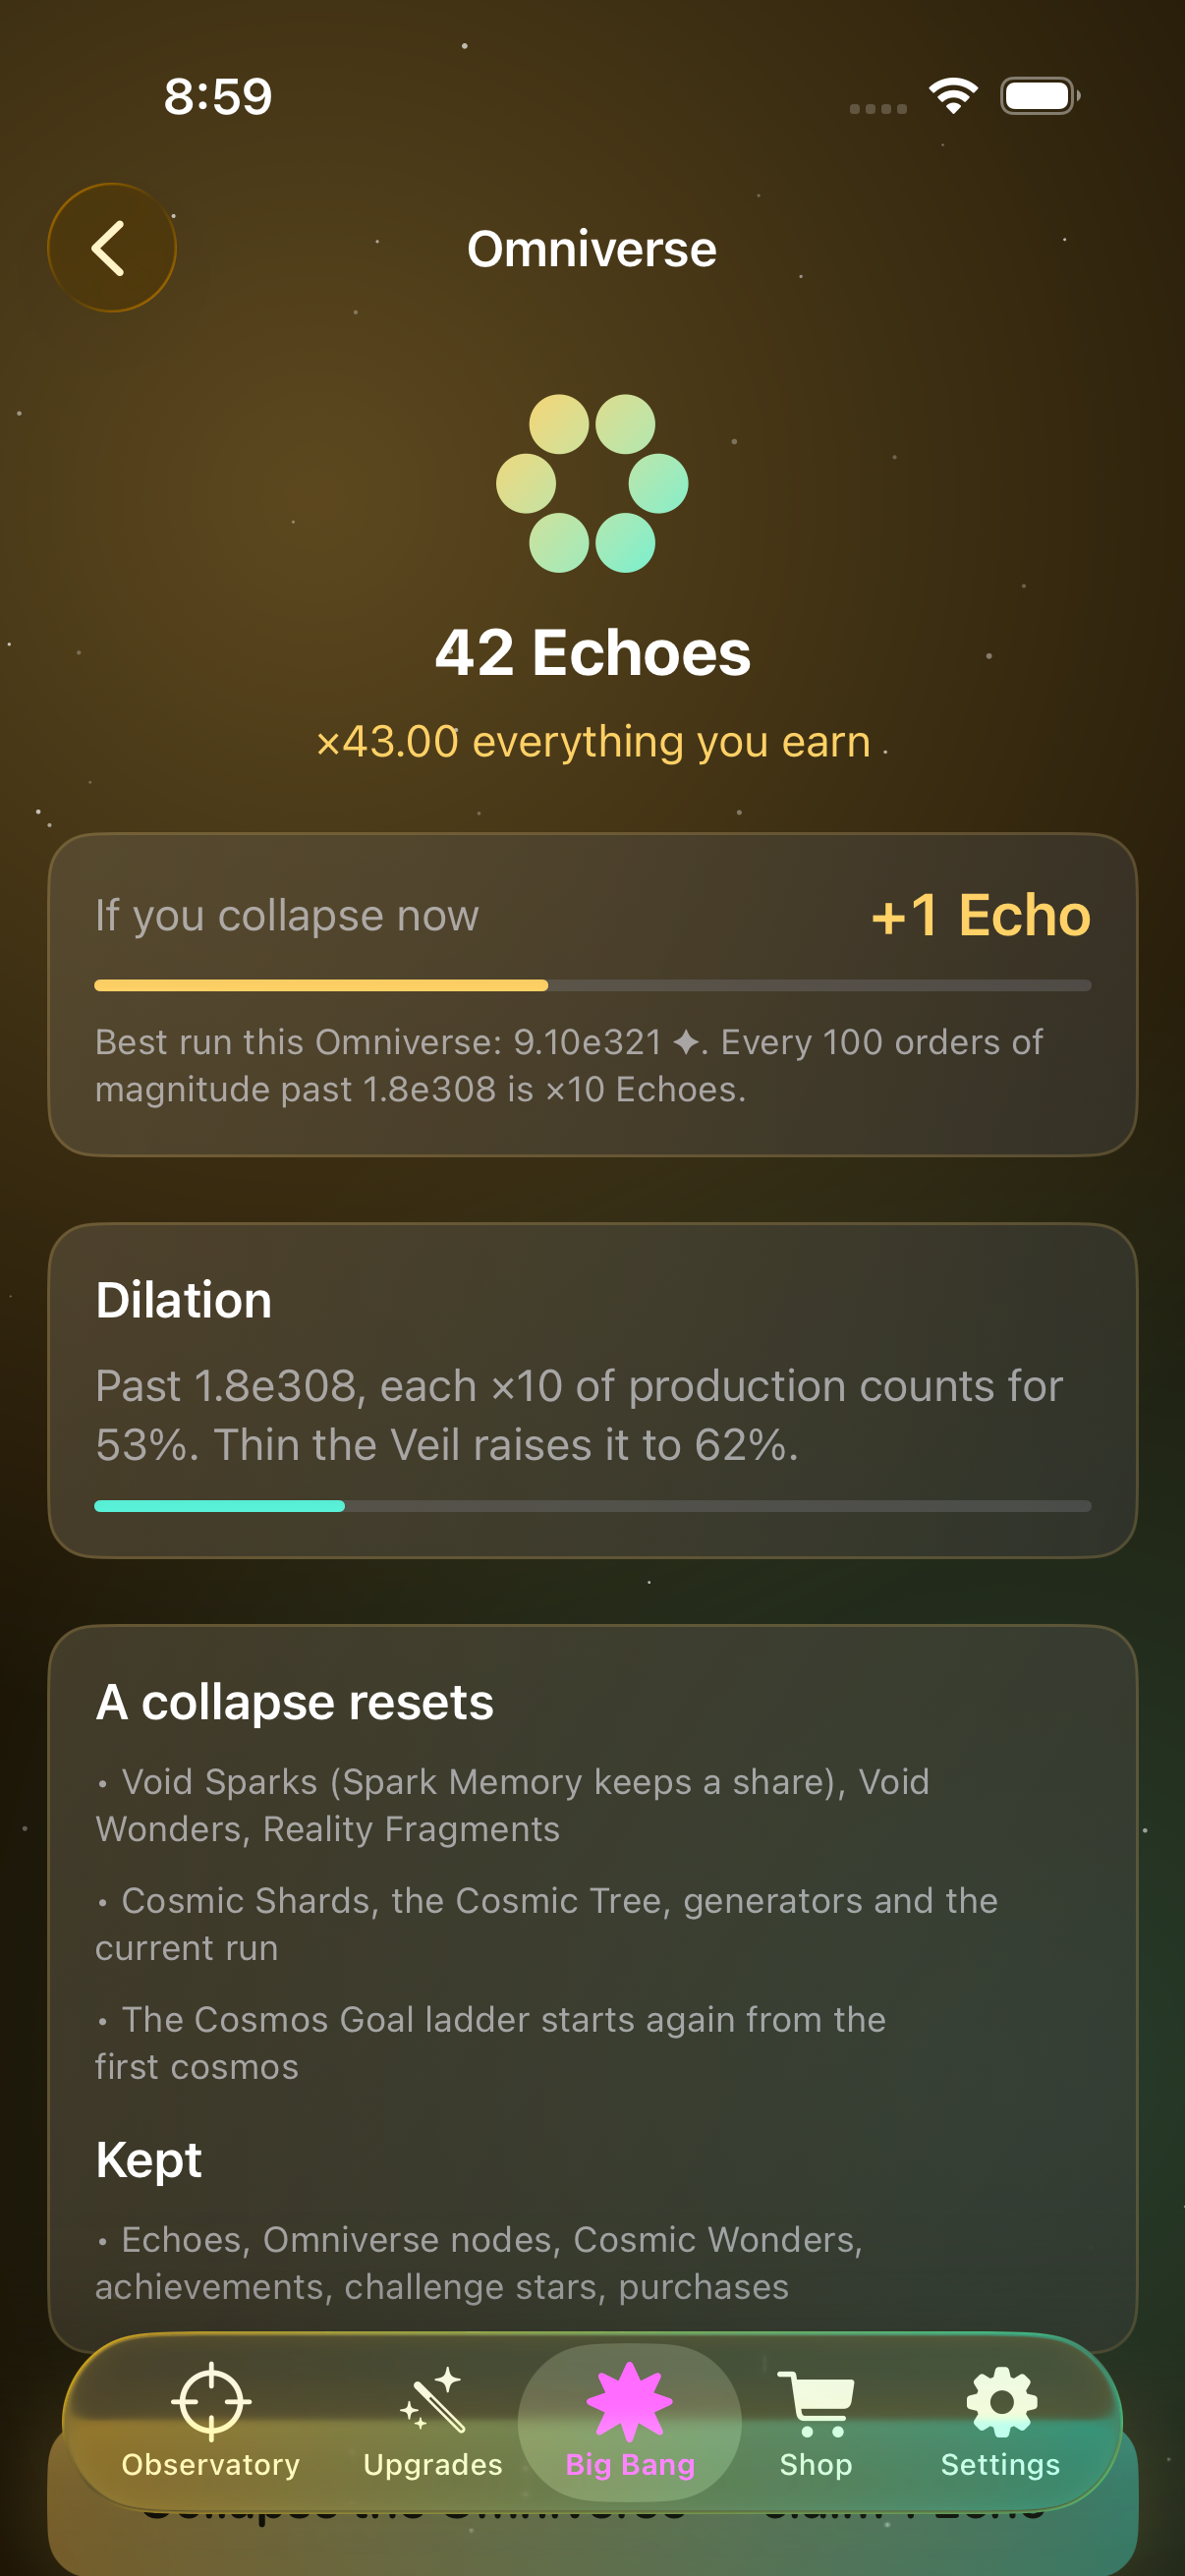 8:59
Omniverse
42 Echoes
×43.00 everything you earn
If you collapse now
+1 Echo
Best run this Omniverse: 9.10e321 ✦. Every 100 orders of
magnitude past 1.8e308 is ×10 Echoes.
Dilation
Past 1.8e308, each ×10 of production counts for
53%. Thin the Veil raises it to 62%.
A collapse resets
• Void Sparks (Spark Memory keeps a share), Void
Wonders, Reality Fragments
• Cosmic Shards, the Cosmic Tree, generators and the
current run
• The Cosmos Goal ladder starts again from the
first cosmos
Kept
• Echoes, Omniverse nodes, Cosmic Wonders,
achievements, challenge stars, purchases
Observatory
Upgrades
Big Bang
Shop
Settings